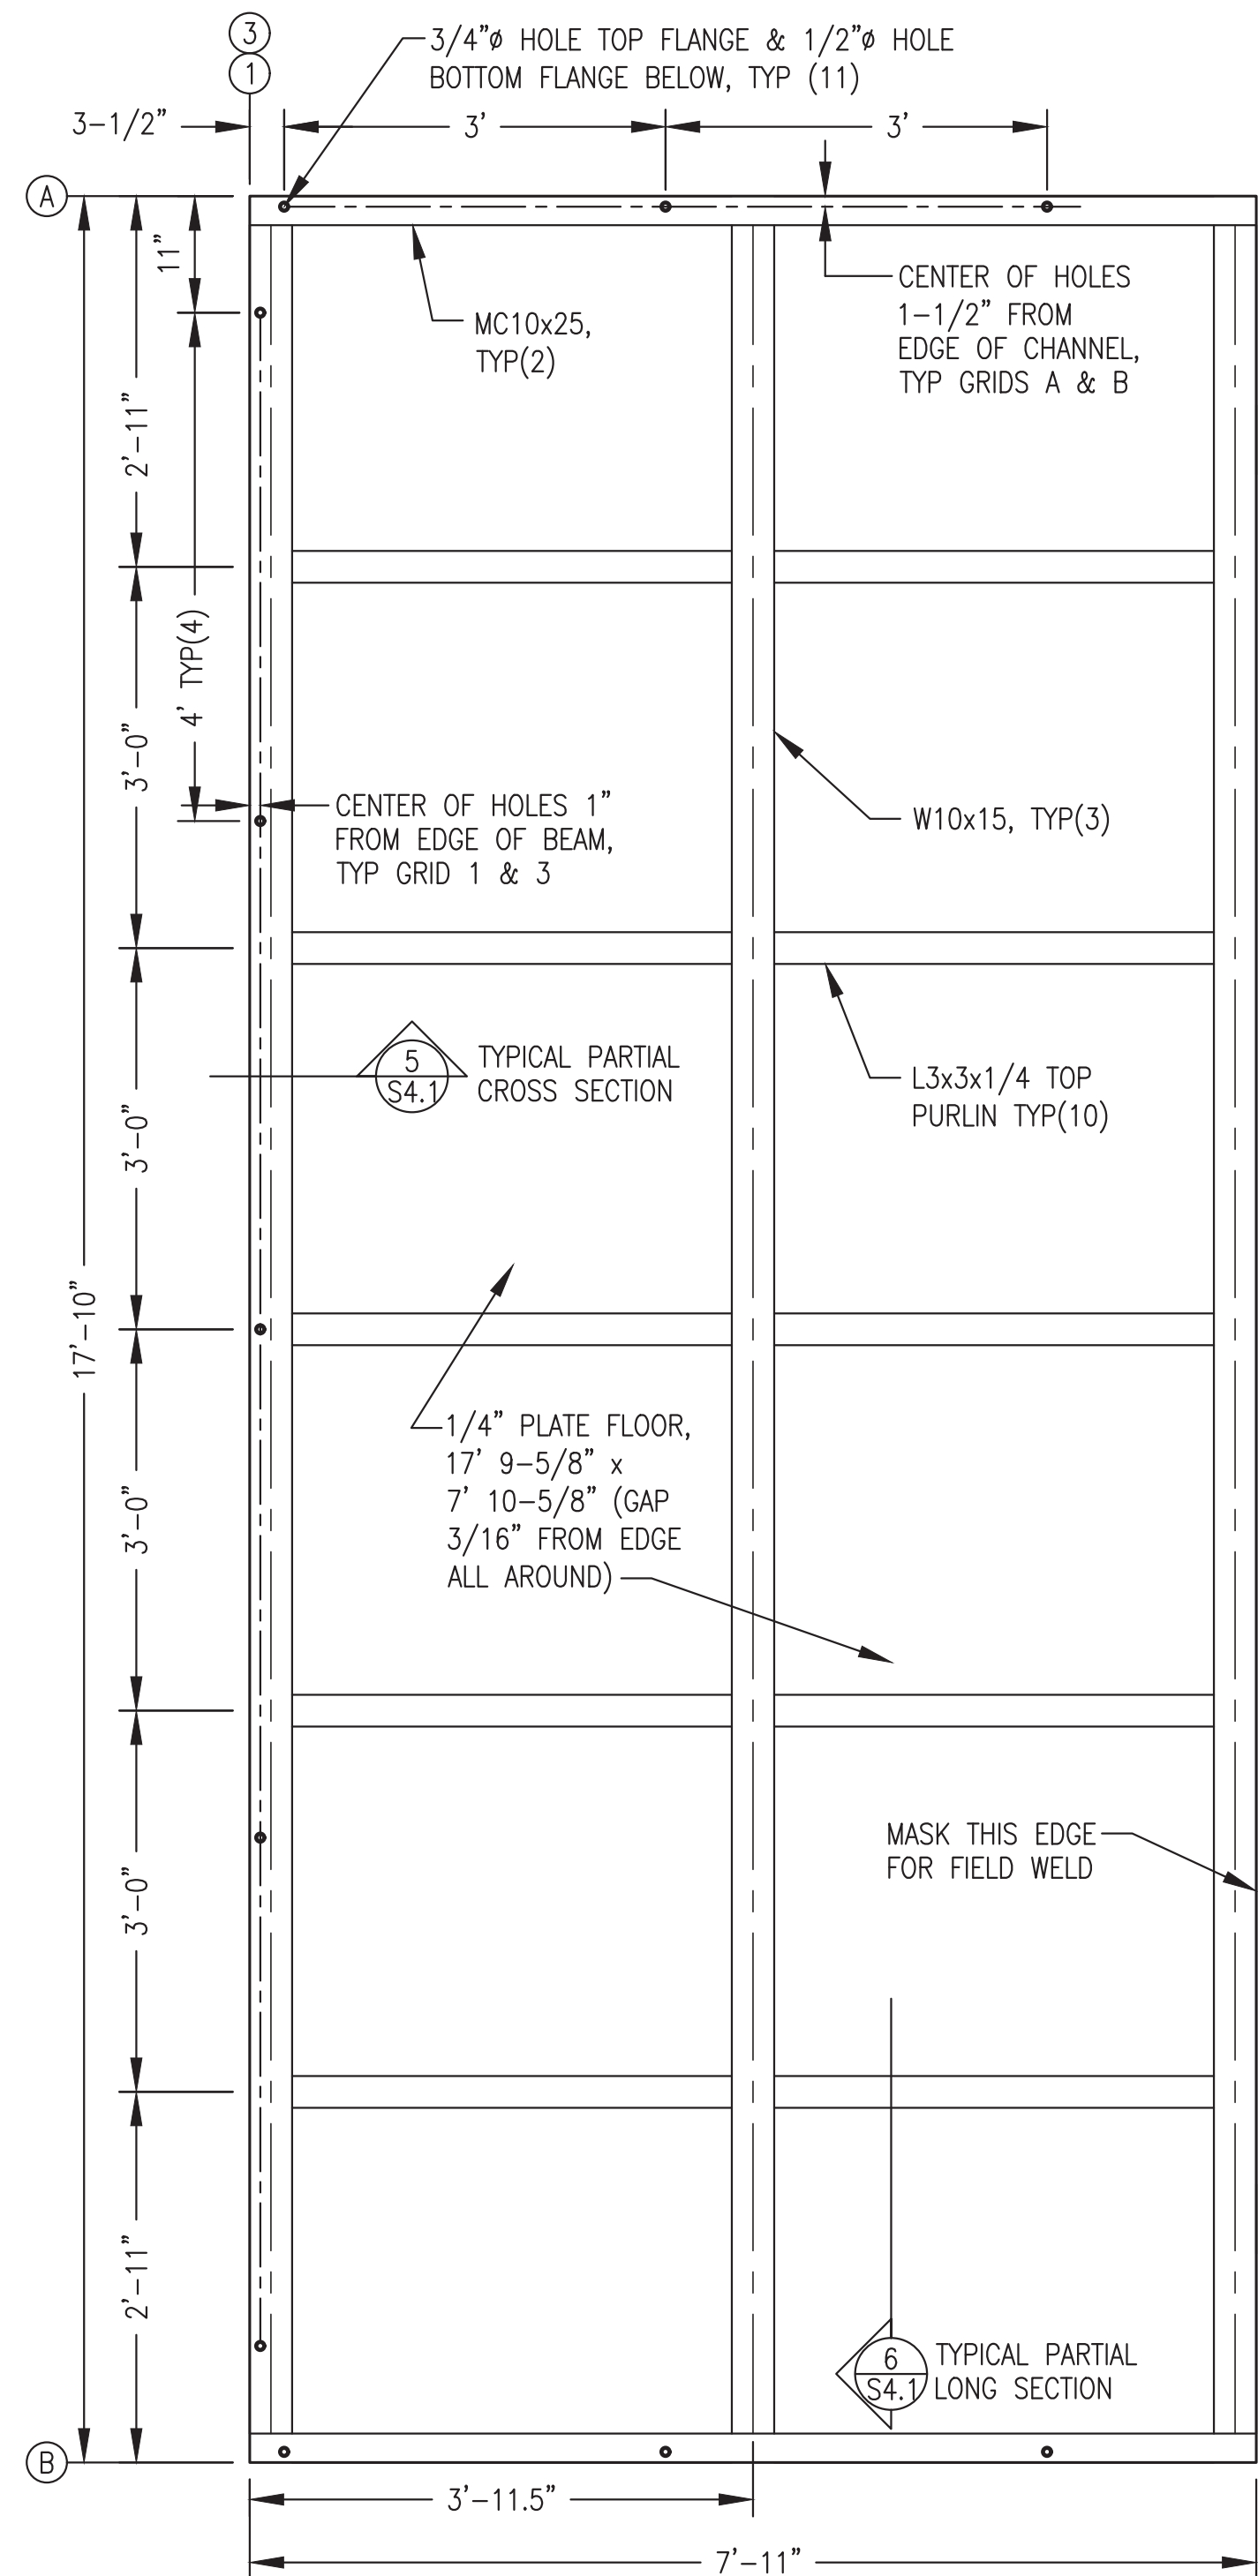 3
1
3/4"ø HOLE TOP FLANGE & 1/2"ø HOLE
BOTTOM FLANGE BELOW, TYP (11)
3-1/2"
3'
3'
A
11"
CENTER OF HOLES
1-1/2" FROM
EDGE OF CHANNEL,
TYP GRIDS A & B
MC10x25,
TYP(2)
2'-11"
4' TYP(4)
3'-0"
CENTER OF HOLES 1"
FROM EDGE OF BEAM,
TYP GRID 1 & 3
W10x15, TYP(3)
5
S4.1
TYPICAL PARTIAL
CROSS SECTION
L3x3x1/4 TOP
PURLIN TYP(10)
3'-0"
17'-10"
1/4" PLATE FLOOR,
17' 9-5/8" x
7' 10-5/8" (GAP
3/16" FROM EDGE
ALL AROUND)
3'-0"
MASK THIS EDGE
FOR FIELD WELD
3'-0"
2'-11"
6
S4.1
TYPICAL PARTIAL
LONG SECTION
B
3'-11.5"
7'-11"